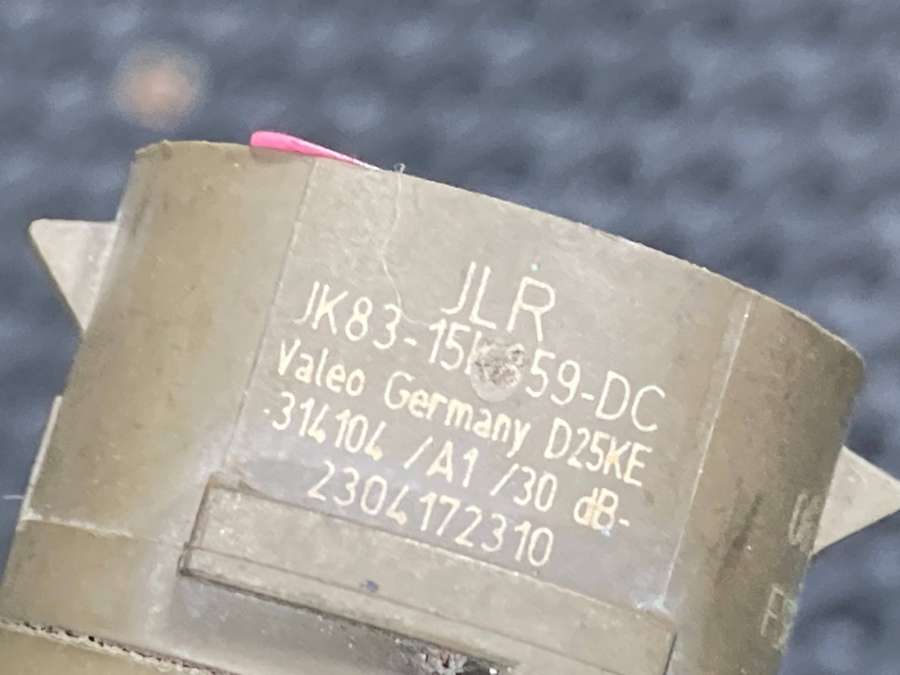 JLR
Valeo Germany D25KE
-314104 /A1 /30 dB-
2304172310